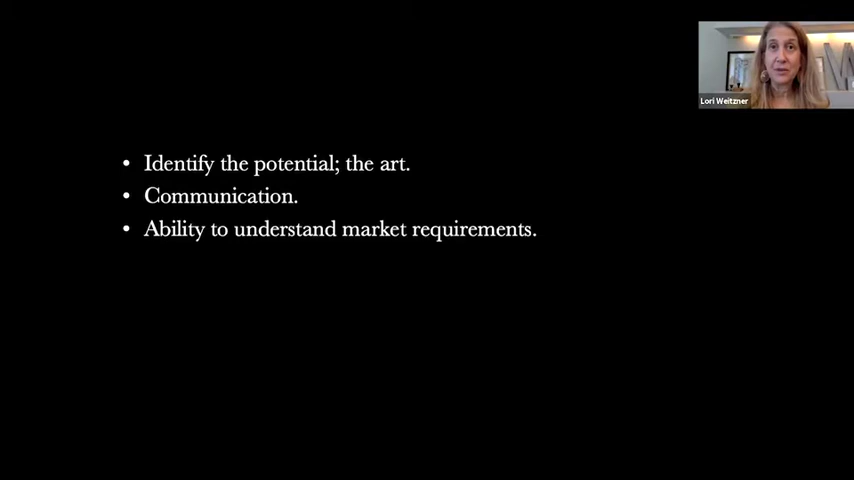 • Identify the potential; the art.
• Communication.
• Ability to understand market requirements.
Lori Weitzner